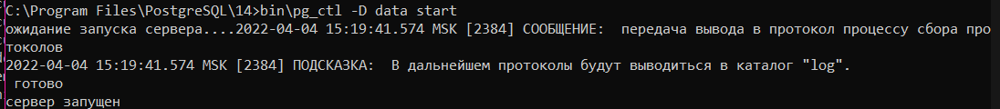 C:\Program Files\PostgreSQL\14>bin\pg_ctl -D data start
ожидание запуска сервера....2022-04-04 15:19:41.574 MSK [2384] СООБЩЕНИЕ:  передача вывода в протокол процессу сбора про
токолов
2022-04-04 15:19:41.574 MSK [2384] ПОДСКАЗКА:  В дальнейшем протоколы будут выводиться в каталог "log".
 готово
сервер запущен